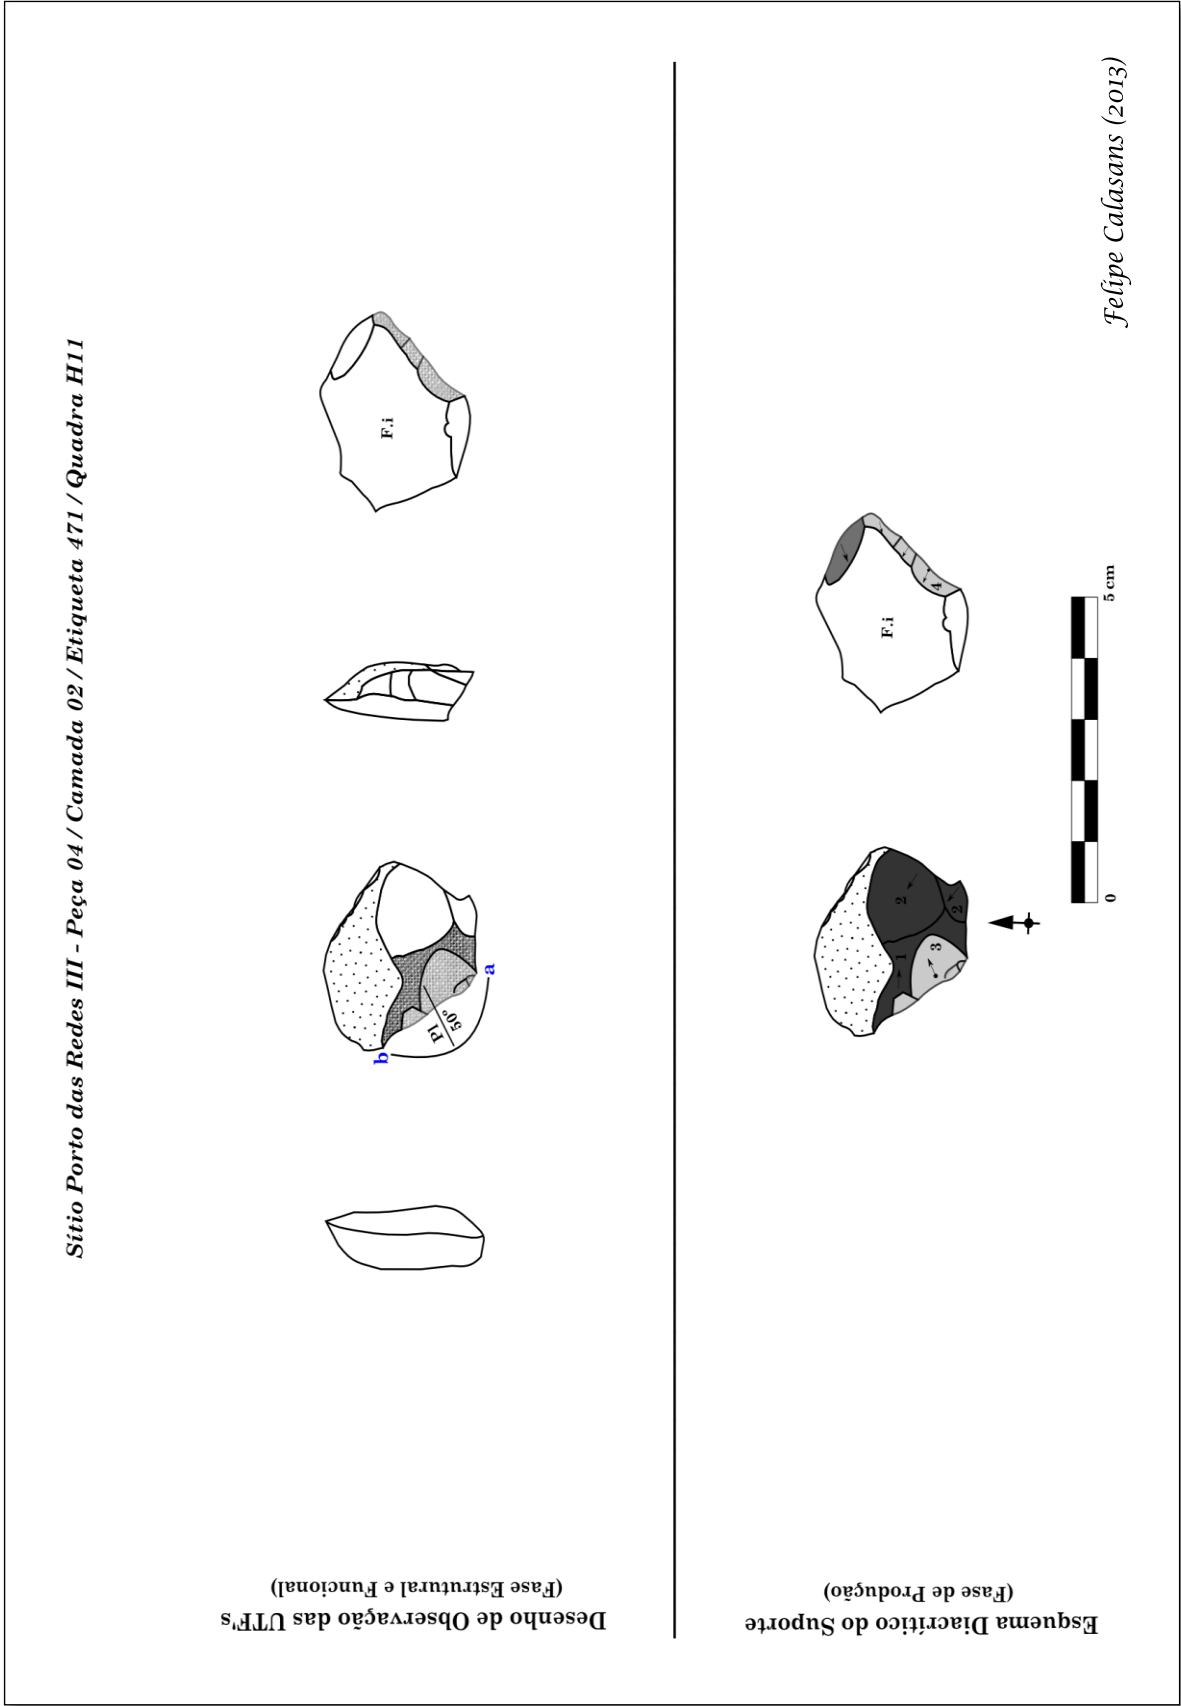 Sítio Porto das Redes III - Peça 04 / Camada 02 / Etiqueta 471 / Quadra H11
Desenho de Observação das UTF's
(Fase Estrutural e Funcional)
b
a
Pl
50°
F.i
Esquema Diacrítico do Suporte
(Fase de Produção)
1
2
2
3
F.i
4
0
5 cm
Felipe Calasans (2013)